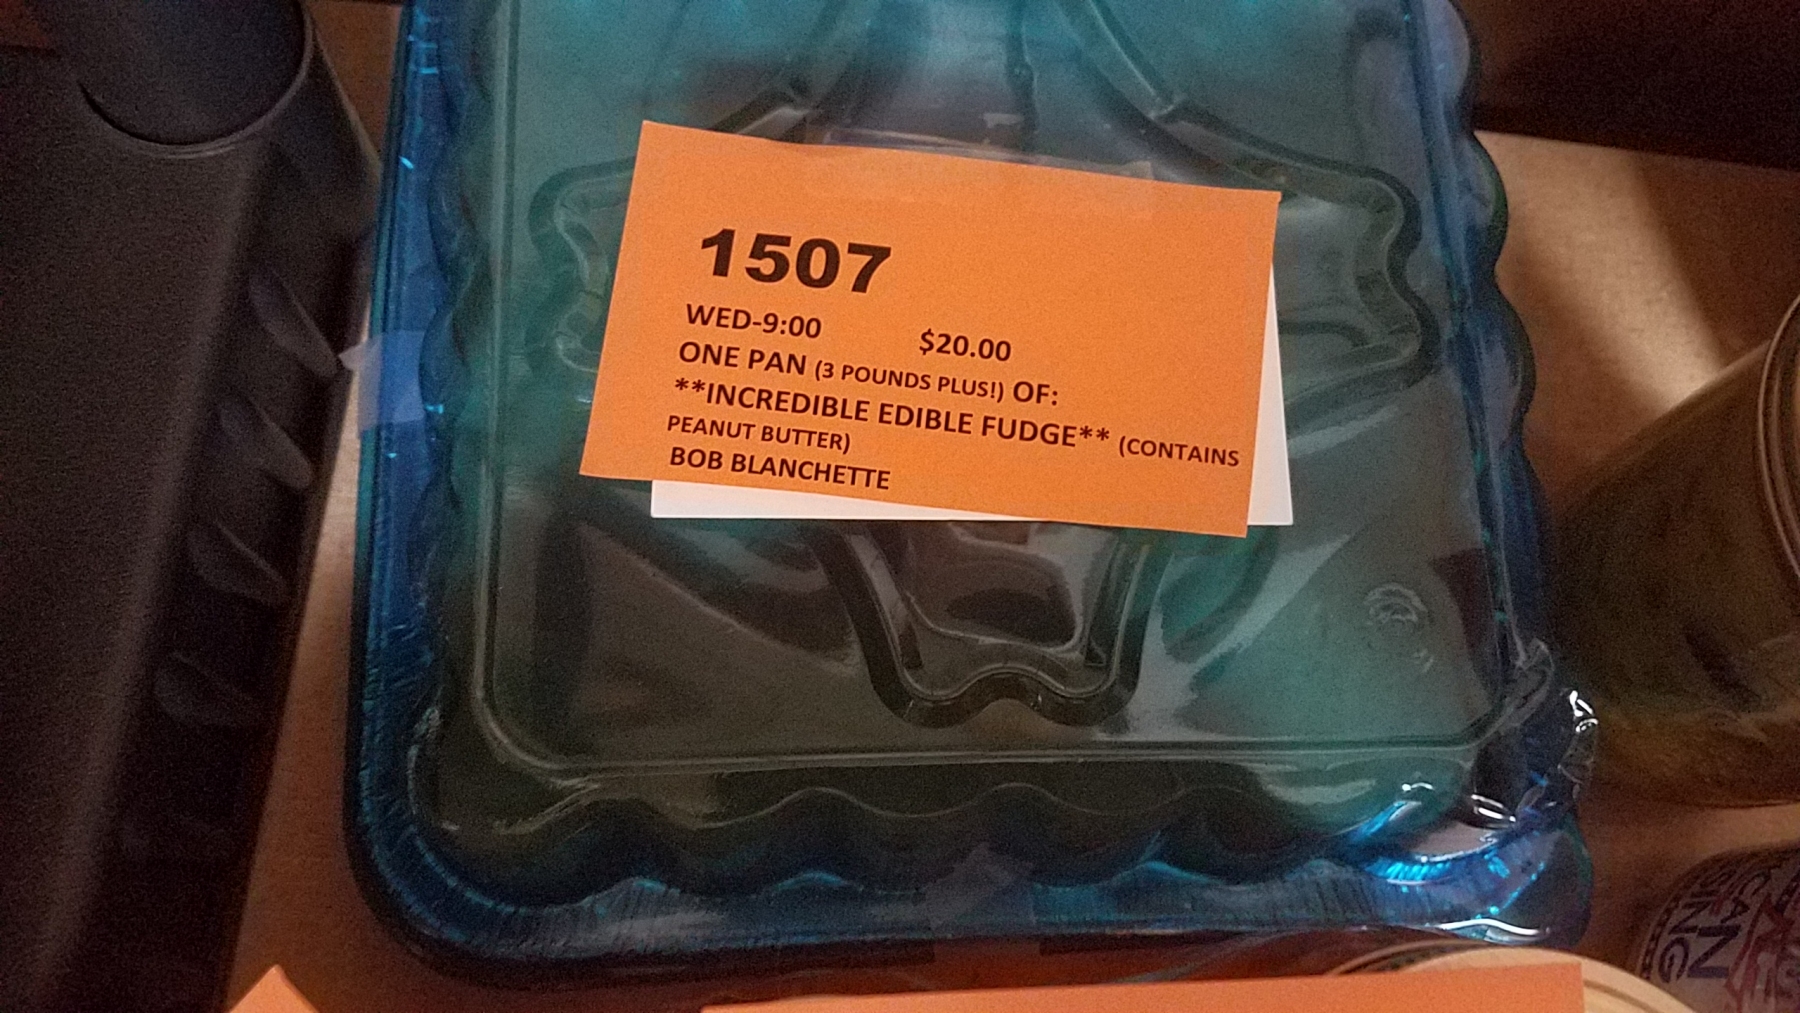 1507
WED-9:00 $20.00
ONE PAN (3 POUNDS PLUS!) OF:
**INCREDIBLE EDIBLE FUDGE** (CONTAINS
PEANUT BUTTER)
BOB BLANCHETTE